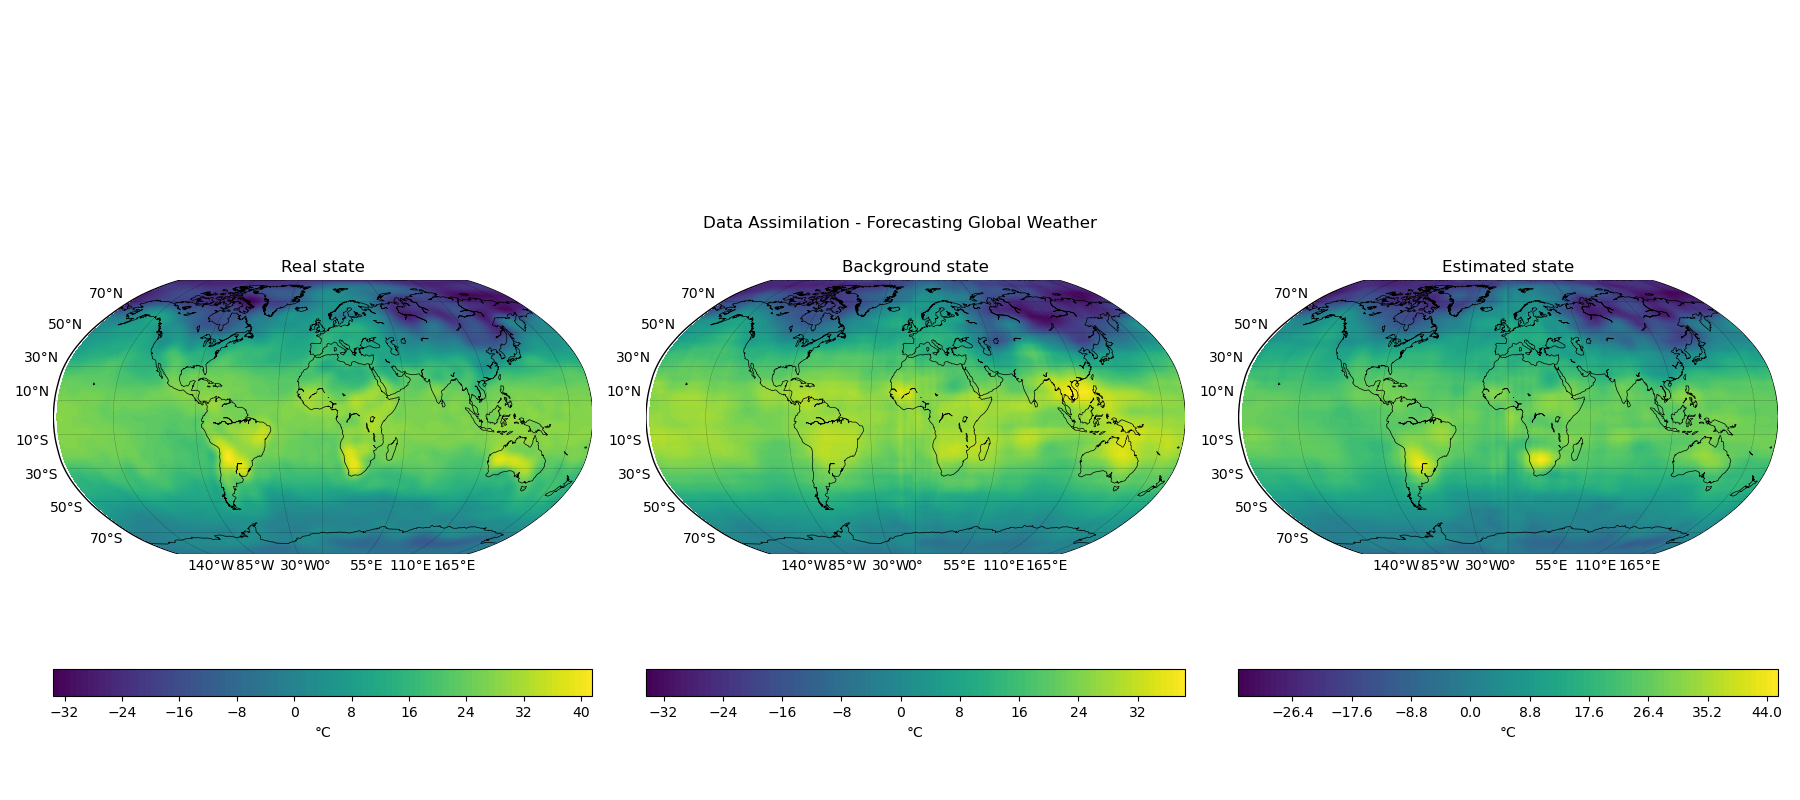 Data Assimilation - Forecasting Global Weather
Real state
70°N
50°N
30°N
10°N
10°S
30°S
50°S
70°S
140°W 85°W 30°W 0° 55°E 110°E 165°E
−32 −24 −16 −8 0 8 16 24 32 40
°C
Background state
70°N
50°N
30°N
10°N
10°S
30°S
50°S
70°S
140°W 85°W 30°W 0° 55°E 110°E 165°E
−32 −24 −16 −8 0 8 16 24 32
°C
Estimated state
70°N
50°N
30°N
10°N
10°S
30°S
50°S
70°S
140°W 85°W 30°W 0° 55°E 110°E 165°E
−26.4 −17.6 −8.8 0.0 8.8 17.6 26.4 35.2 44.0
°C